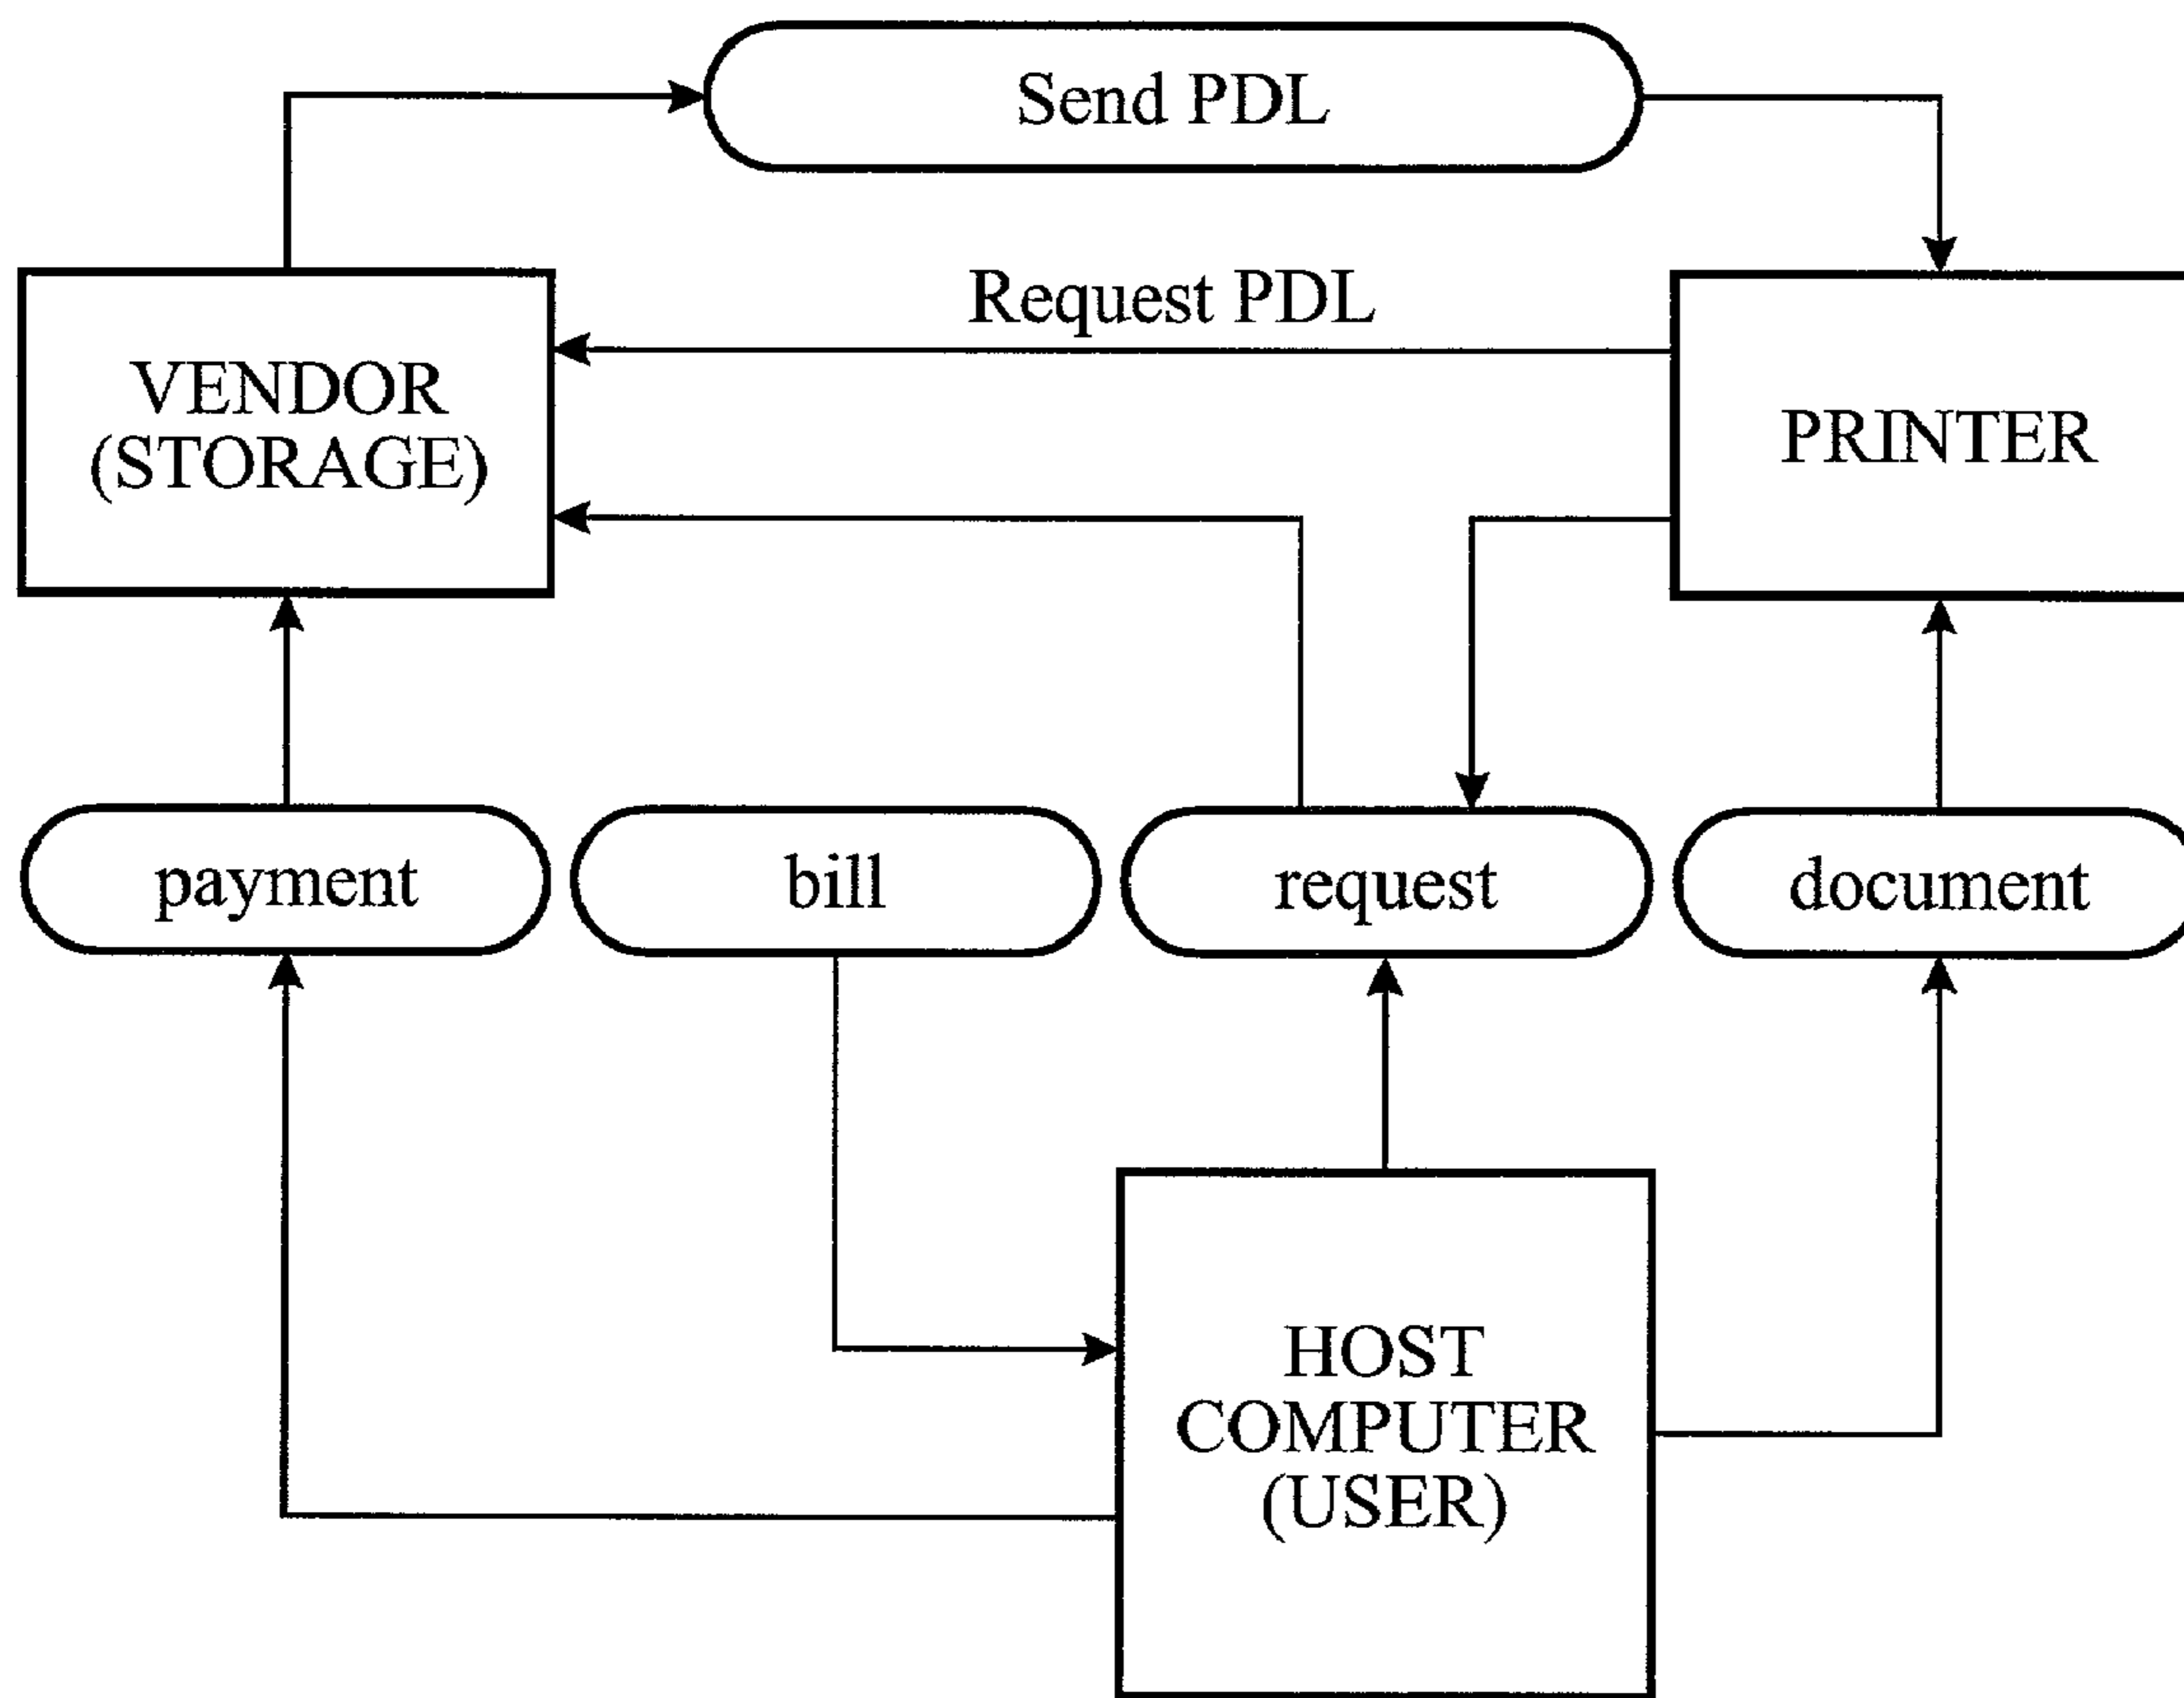 Send PDL
Request PDL
VENDOR
(STORAGE)
PRINTER
payment
bill
request
document
HOST
COMPUTER
(USER)